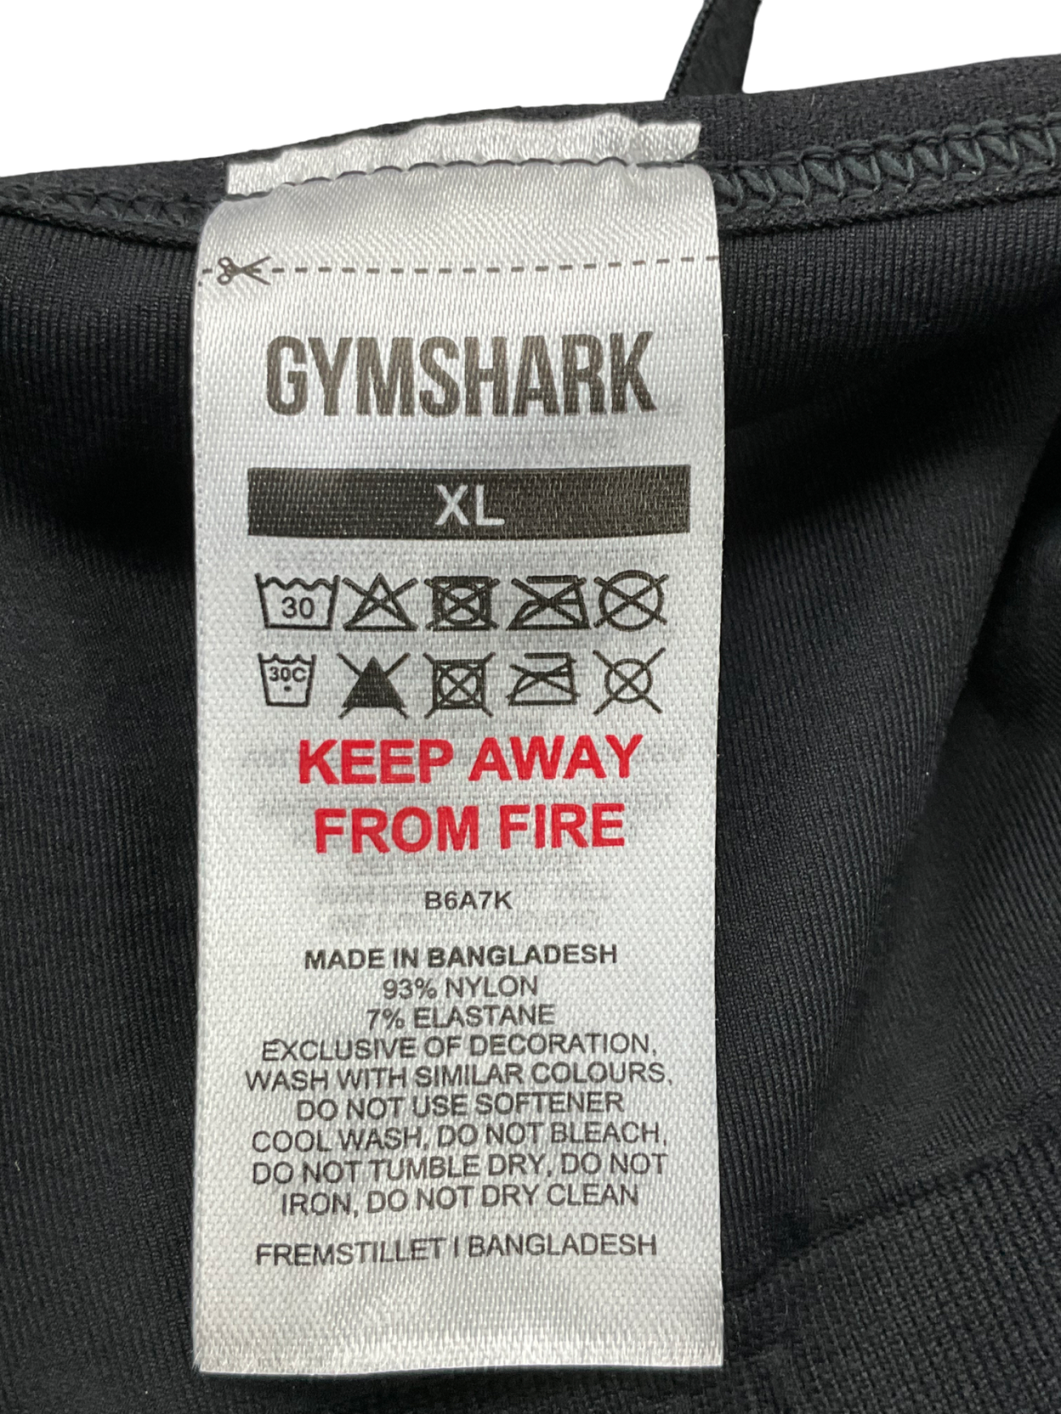 GYMSHARK
XL
30
30C
KEEP AWAY
FROM FIRE
B6A7K
MADE IN BANGLADESH
93% NYLON
7% ELASTANE
EXCLUSIVE OF DECORATION,
WASH WITH SIMILAR COLOURS,
DO NOT USE SOFTENER
COOL WASH, DO NOT BLEACH,
DO NOT TUMBLE DRY, DO NOT
IRON, DO NOT DRY CLEAN
FREMSTILLET I BANGLADESH